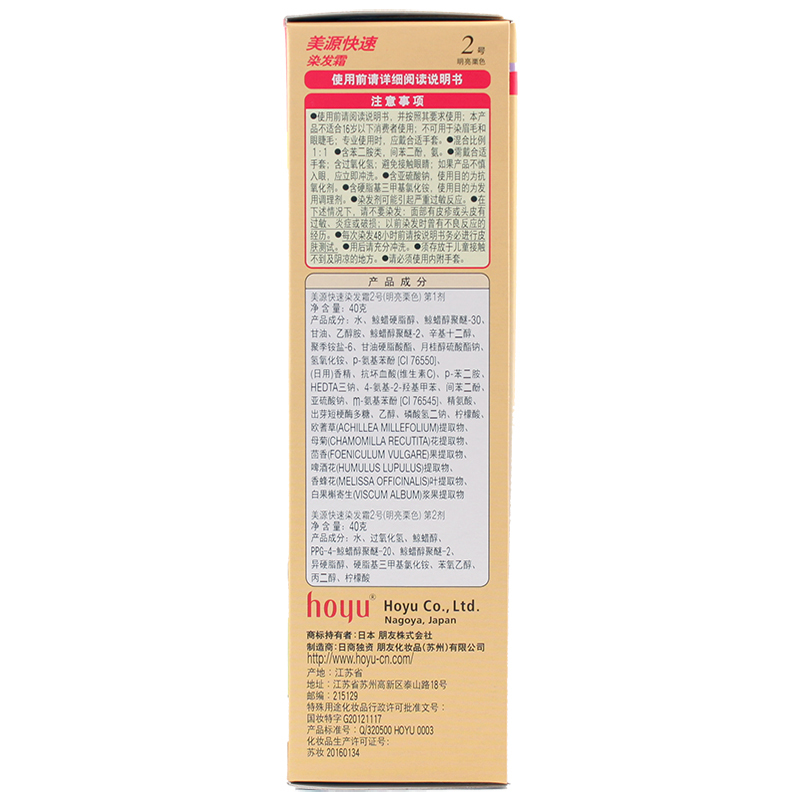 美源快速
染发霜
2号
明亮栗色
使用前请详细阅读说明书
注意事项
●使用前请阅读说明书，并按照其要求使用；本产
品不适合16岁以下消费者使用；不可用于染眉毛和
眼睫毛；专业使用时，应戴合适手套。●混合比例
1：1 ●含苯二胺类，间苯二酚，氨。●需戴合适
手套；含过氧化氢；避免接触眼睛；如果产品不慎
入眼，应立即冲洗。●含亚硫酸钠，使用目的为抗
氧化剂。●含硬脂基三甲基氯化铵，使用目的为发
用调理剂。●染发剂可能引起严重过敏反应。●在
下述情况下，请不要染发：面部有皮疹或头皮有
过敏、炎症或破损；以前染发时曾有不良反应的
经历。●每次染发48小时前请按说明书务必进行皮
肤测试。●用后请充分冲洗。●须存放于儿童接触
不到及阴凉的地方。●请必须使用内附手套。
产品成分
美源快速染发霜2号(明亮栗色) 第1剂
净含量：40克
产品成分：水、鲸蜡硬脂醇、鲸蜡醇聚醚-30、
甘油、乙醇胺、鲸蜡醇聚醚-2、辛基十二醇、
聚季铵盐-6、甘油硬脂酸酯、月桂醇硫酸酯钠、
氢氧化铵、p-氨基苯酚 [CI 76550]、
(日用)香精、抗坏血酸(维生素C)、p-苯二胺、
HEDTA三钠、4-氨基-2-羟基甲苯、间苯二酚、
亚硫酸钠、m-氨基苯酚 [CI 76545]、精氨酸、
出芽短梗酶多糖、乙醇、磷酸氢二钠、柠檬酸、
欧蓍草(ACHILLEA MILLEFOLIUM)提取物、
母菊(CHAMOMILLA RECUTITA)花提取物、
茴香(FOENICULUM VULGARE)果提取物、
啤酒花(HUMULUS LUPULUS)提取物、
香蜂花(MELISSA OFFICINALIS)叶提取物、
白果槲寄生(VISCUM ALBUM)浆果提取物
美源快速染发霜2号(明亮栗色) 第2剂
净含量：40克
产品成分：水、过氧化氢、鲸蜡醇、
PPG-4-鲸蜡醇聚醚-20、鲸蜡醇聚醚-2、
异硬脂醇、硬脂基三甲基氯化铵、苯氧乙醇、
丙二醇、柠檬酸
hoyu® Hoyu Co.,Ltd.
Nagoya, Japan
商标持有者：日本 朋友株式会社
制造商：日商独资 朋友化妆品(苏州)有限公司
http://www.hoyu-cn.com/
产地：江苏省
地址：江苏省苏州高新区泰山路18号
邮编：215129
特殊用途化妆品行政许可批准文号：
国妆特字G20121117
产品标准号：Q/320500 HOYU 0003
化妆品生产许可证号：
苏妆 20160134